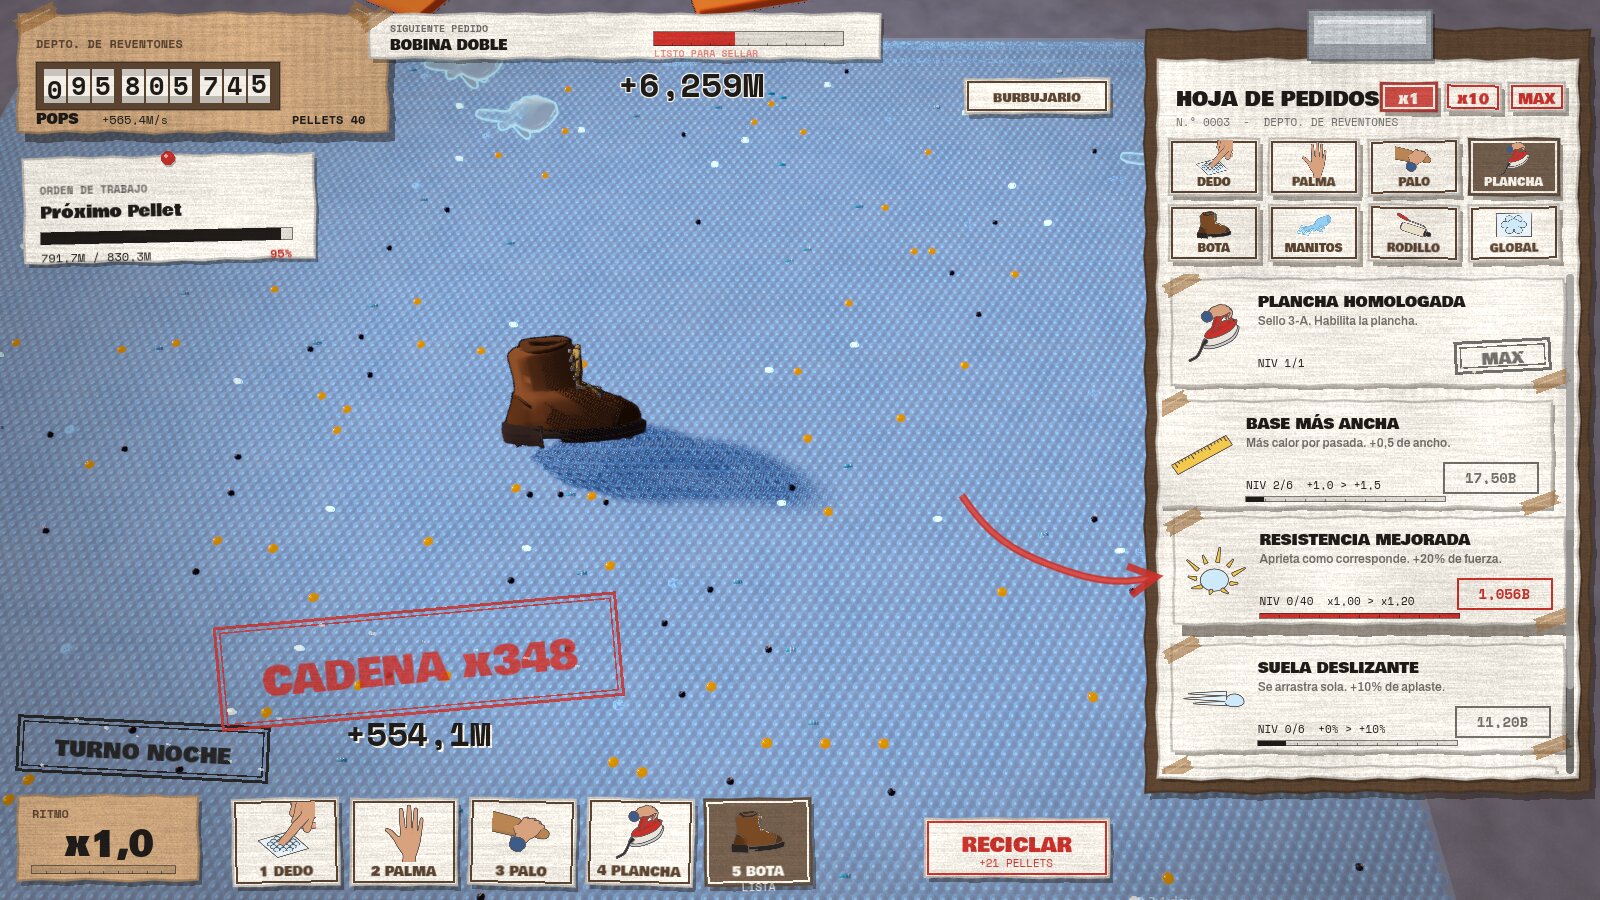 DEPTO. DE REVENTONES
095 805 745
POPS +565.4M/s PELLETS 40
SIGUIENTE PEDIDO
BOBINA DOBLE
LISTO PARA SELLAR
+6,259M
BURBUJARIO
ORDEN DE TRABAJO
Próximo Pellet
791.7M / 830.3M 95%
HOJA DE PEDIDOS x1 x10 MAX
N.° 0003 - DEPTO. DE REVENTONES
DEDO PALMA PALO PLANCHA
BOTA MANITOS RODILLO GLOBAL
PLANCHA HOMOLOGADA
Sello 3-A. Habilita la plancha.
NIV 1/1 MAX
BASE MÁS ANCHA
Más calor por pasada. +0,5 de ancho.
NIV 2/6 +1,0 > +1,5 17,50B
RESISTENCIA MEJORADA
Aprieta como corresponde. +20% de fuerza.
NIV 0/40 x1,00 > x1,20 1,056B
SUELA DESLIZANTE
Se arrastra sola. +10% de aplaste.
NIV 0/6 +0% > +10% 11,20B
CADENA x348
+554,1M
TURNO NOCHE
RITMO
x1,0
1 DEDO 2 PALMA 3 PALO 4 PLANCHA 5 BOTA
LISTA
RECICLAR
+21 PELLETS